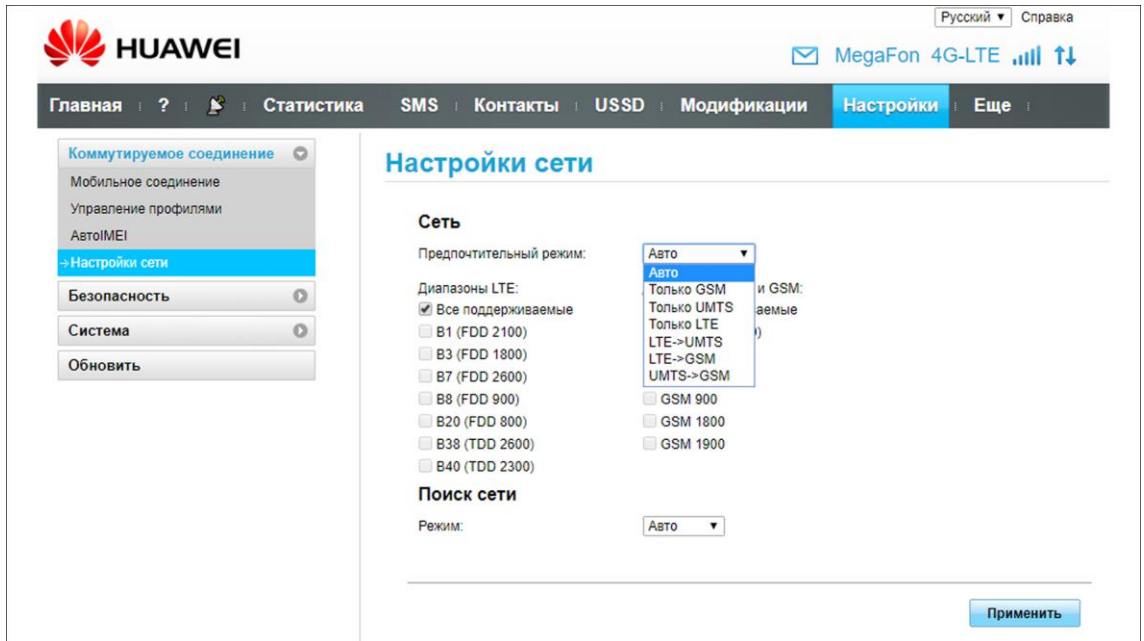 Русский ▼ Справка
HUAWEI
MegaFon 4G-LTE
Главная ? Статистика SMS Контакты USSD Модификации Настройки Еще
Коммутируемое соединение
Мобильное соединение
Управление профилями
АвтоIMEI
→Настройки сети
Безопасность
Система
Обновить
Настройки сети
Сеть
Предпочтительный режим: Авто ▼
Авто
Только GSM
Только UMTS
Только LTE
LTE->UMTS
LTE->GSM
UMTS->GSM
Диапазоны LTE: и GSM:
Все поддерживаемые
B1 (FDD 2100)
B3 (FDD 1800)
B7 (FDD 2600)
B8 (FDD 900) GSM 900
B20 (FDD 800) GSM 1800
B38 (TDD 2600) GSM 1900
B40 (TDD 2300)
Поиск сети
Режим: Авто ▼
Применить